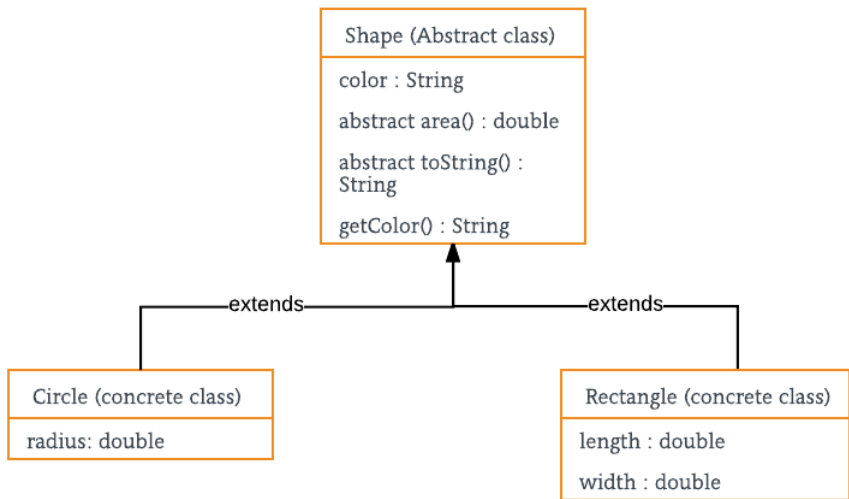 Shape (Abstract class)
color : String
abstract area() : double
abstract toString() :
String
getColor() : String
extends
extends
Circle (concrete class)
radius: double
Rectangle (concrete class)
length : double
width : double